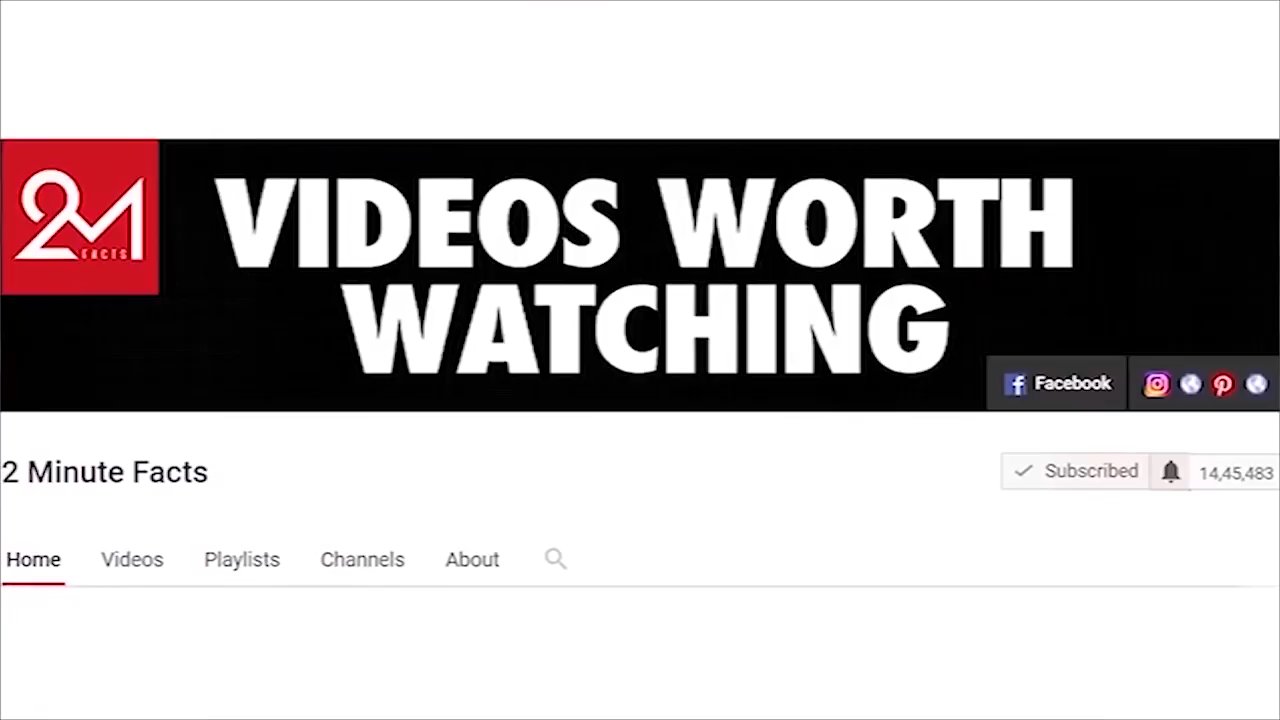 2M
FACTS
VIDEOS WORTH
WATCHING
Facebook
2 Minute Facts
Subscribed
14,45,483
Home
Videos
Playlists
Channels
About